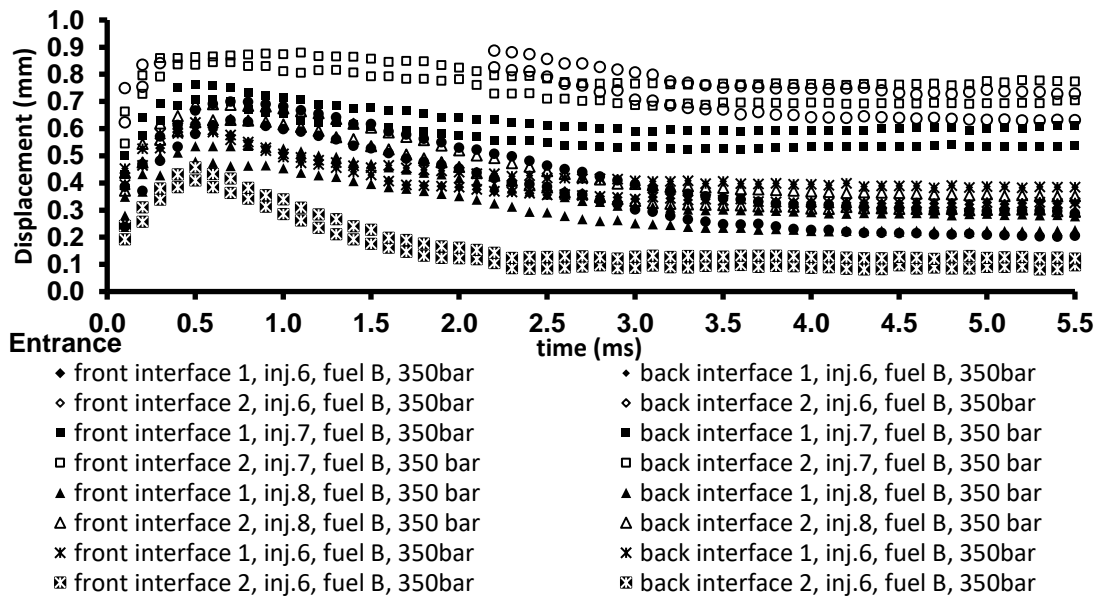 Displacement (mm)
1.0
0.9
0.8
0.7
0.6
0.5
0.4
0.3
0.2
0.1
0.0
0.0 0.5 1.0 1.5 2.0 2.5 3.0 3.5 4.0 4.5 5.0 5.5
Entrance
time (ms)
front interface 1, inj.6, fuel B, 350bar
back interface 1, inj.6, fuel B, 350bar
front interface 2, inj.6, fuel B, 350bar
back interface 2, inj.6, fuel B, 350bar
front interface 1, inj.7, fuel B, 350 bar
back interface 1, inj.7, fuel B, 350 bar
front interface 2, inj.7, fuel B, 350 bar
back interface 2, inj.7, fuel B, 350 bar
front interface 1, inj.8, fuel B, 350 bar
back interface 1, inj.8, fuel B, 350 bar
front interface 2, inj.8, fuel B, 350 bar
back interface 2, inj.8, fuel B, 350 bar
front interface 1, inj.6, fuel B, 350bar
back interface 1, inj.6, fuel B, 350bar
front interface 2, inj.6, fuel B, 350bar
back interface 2, inj.6, fuel B, 350bar